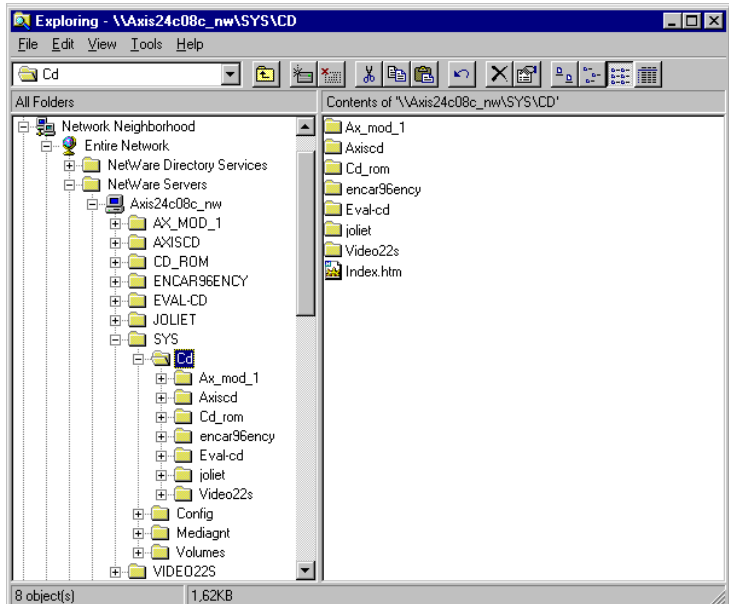 Exploring - \\Axis24c08c_nw\SYS\CD
File Edit View Tools Help
Cd
All Folders
Contents of '\\Axis24c08c_nw\SYS\CD'
Network Neighborhood
Entire Network
NetWare Directory Services
NetWare Servers
Axis24c08c_nw
AX_MOD_1
AXISCD
CD_ROM
ENCAR96ENCY
EVAL-CD
JOLIET
SYS
Cd
Ax_mod_1
Axiscd
Cd_rom
encar96ency
Eval-cd
joliet
Video22s
Config
Mediagnt
Volumes
VIDEO22S
Ax_mod_1
Axiscd
Cd_rom
encar96ency
Eval-cd
joliet
Video22s
Index.htm
8 object(s)
1,62KB